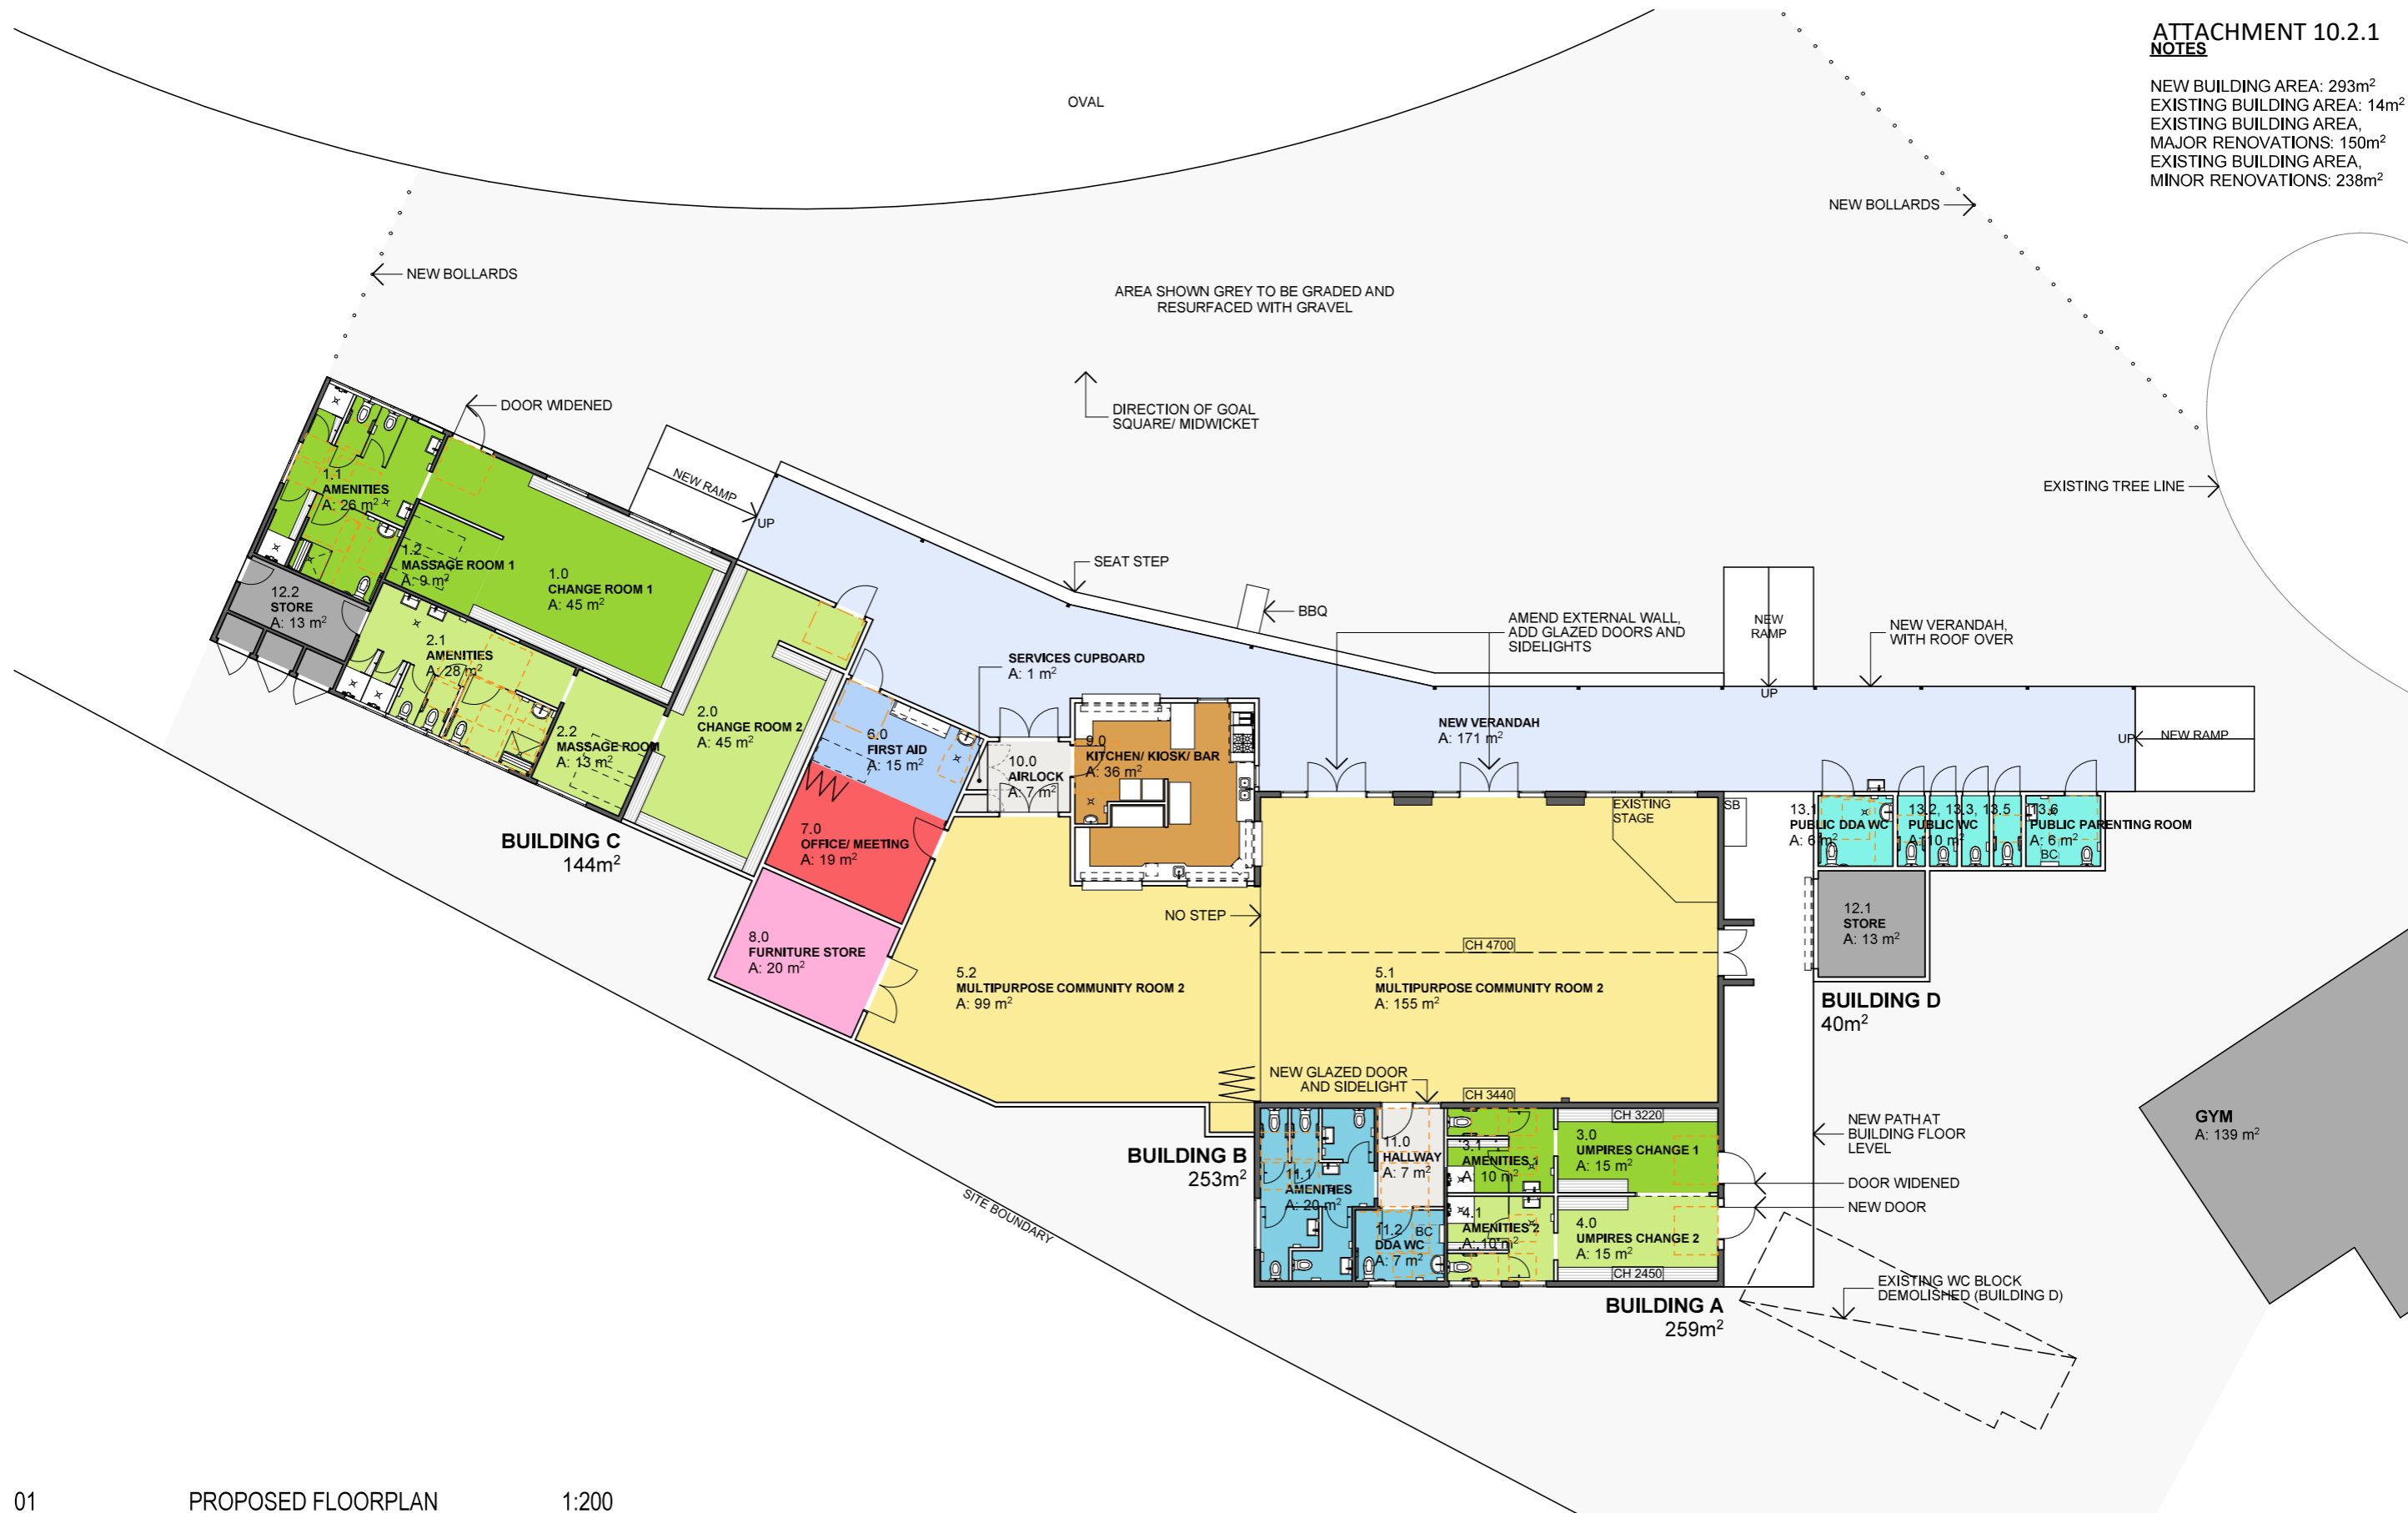 ATTACHMENT 10.2.1
NOTES
NEW BUILDING AREA: 293m²
EXISTING BUILDING AREA: 14m²
EXISTING BUILDING AREA,
MAJOR RENOVATIONS: 150m²
EXISTING BUILDING AREA,
MINOR RENOVATIONS: 238m²
OVAL
NEW BOLLARDS
NEW BOLLARDS
AREA SHOWN GREY TO BE GRADED AND
RESURFACED WITH GRAVEL
DIRECTION OF GOAL
SQUARE/ MIDWICKET
DOOR WIDENED
EXISTING TREE LINE
NEW RAMP
UP
SEAT STEP
BBQ
AMEND EXTERNAL WALL,
ADD GLAZED DOORS AND
SIDELIGHTS
NEW
RAMP
UP
NEW VERANDAH,
WITH ROOF OVER
1.1
AMENITIES
A: 26 m²
1.2
MASSAGE ROOM 1
A: 9 m²
1.0
CHANGE ROOM 1
A: 45 m²
12.2
STORE
A: 13 m²
2.1
AMENITIES
A: 28 m²
2.2
MASSAGE ROOM
A: 13 m²
2.0
CHANGE ROOM 2
A: 45 m²
SERVICES CUPBOARD
A: 1 m²
6.0
FIRST AID
A: 15 m²
10.0
AIRLOCK
A: 7 m²
9.0
KITCHEN/ KIOSK/ BAR
A: 36 m²
NEW VERANDAH
A: 171 m²
UP
NEW RAMP
BUILDING C
144m²
7.0
OFFICE/ MEETING
A: 19 m²
8.0
FURNITURE STORE
A: 20 m²
EXISTING
STAGE
SB
13.1
PUBLIC DDA WC
A: 6 m²
13.2, 13.3, 13.5
PUBLIC WC
A: 10 m²
13.6
PUBLIC PARENTING ROOM
A: 6 m²
BC
NO STEP
12.1
STORE
A: 13 m²
CH 4700
5.2
MULTIPURPOSE COMMUNITY ROOM 2
A: 99 m²
5.1
MULTIPURPOSE COMMUNITY ROOM 2
A: 155 m²
BUILDING D
40m²
NEW GLAZED DOOR
AND SIDELIGHT
CH 3440
CH 3220
BUILDING B
253m²
11.1
AMENITIES
A: 20 m²
11.0
HALLWAY
A: 7 m²
3.1
AMENITIES 1
A: 10 m²
3.0
UMPIRES CHANGE 1
A: 15 m²
11.2
BC
DDA WC
A: 7 m²
4.1
AMENITIES 2
A: 10 m²
4.0
UMPIRES CHANGE 2
A: 15 m²
CH 2450
NEW PATH AT
BUILDING FLOOR
LEVEL
DOOR WIDENED
NEW DOOR
GYM
A: 139 m²
SITE BOUNDARY
BUILDING A
259m²
EXISTING WC BLOCK
DEMOLISHED (BUILDING D)
01 PROPOSED FLOORPLAN 1:200